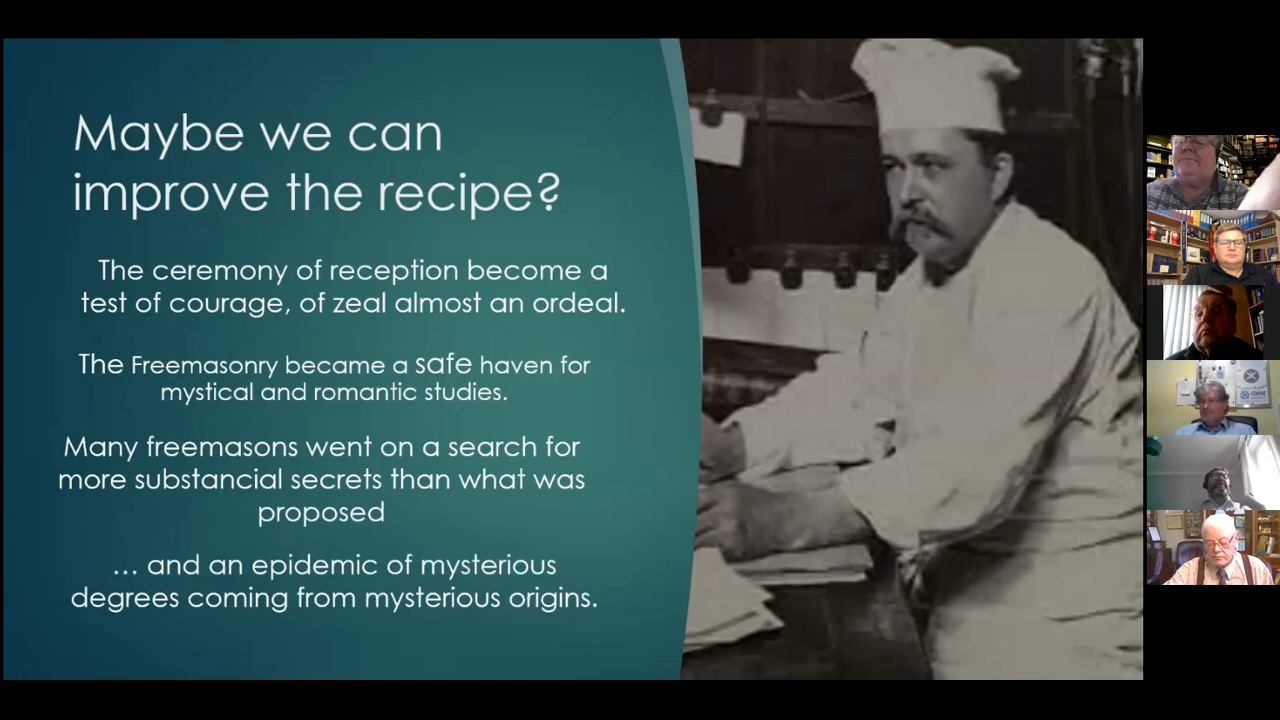 Maybe we can
improve the recipe?
The ceremony of reception become a
test of courage, of zeal almost an ordeal.
The Freemasonry became a safe haven for
mystical and romantic studies.
Many freemasons went on a search for
more substancial secrets than what was
proposed
… and an epidemic of mysterious
degrees coming from mysterious origins.